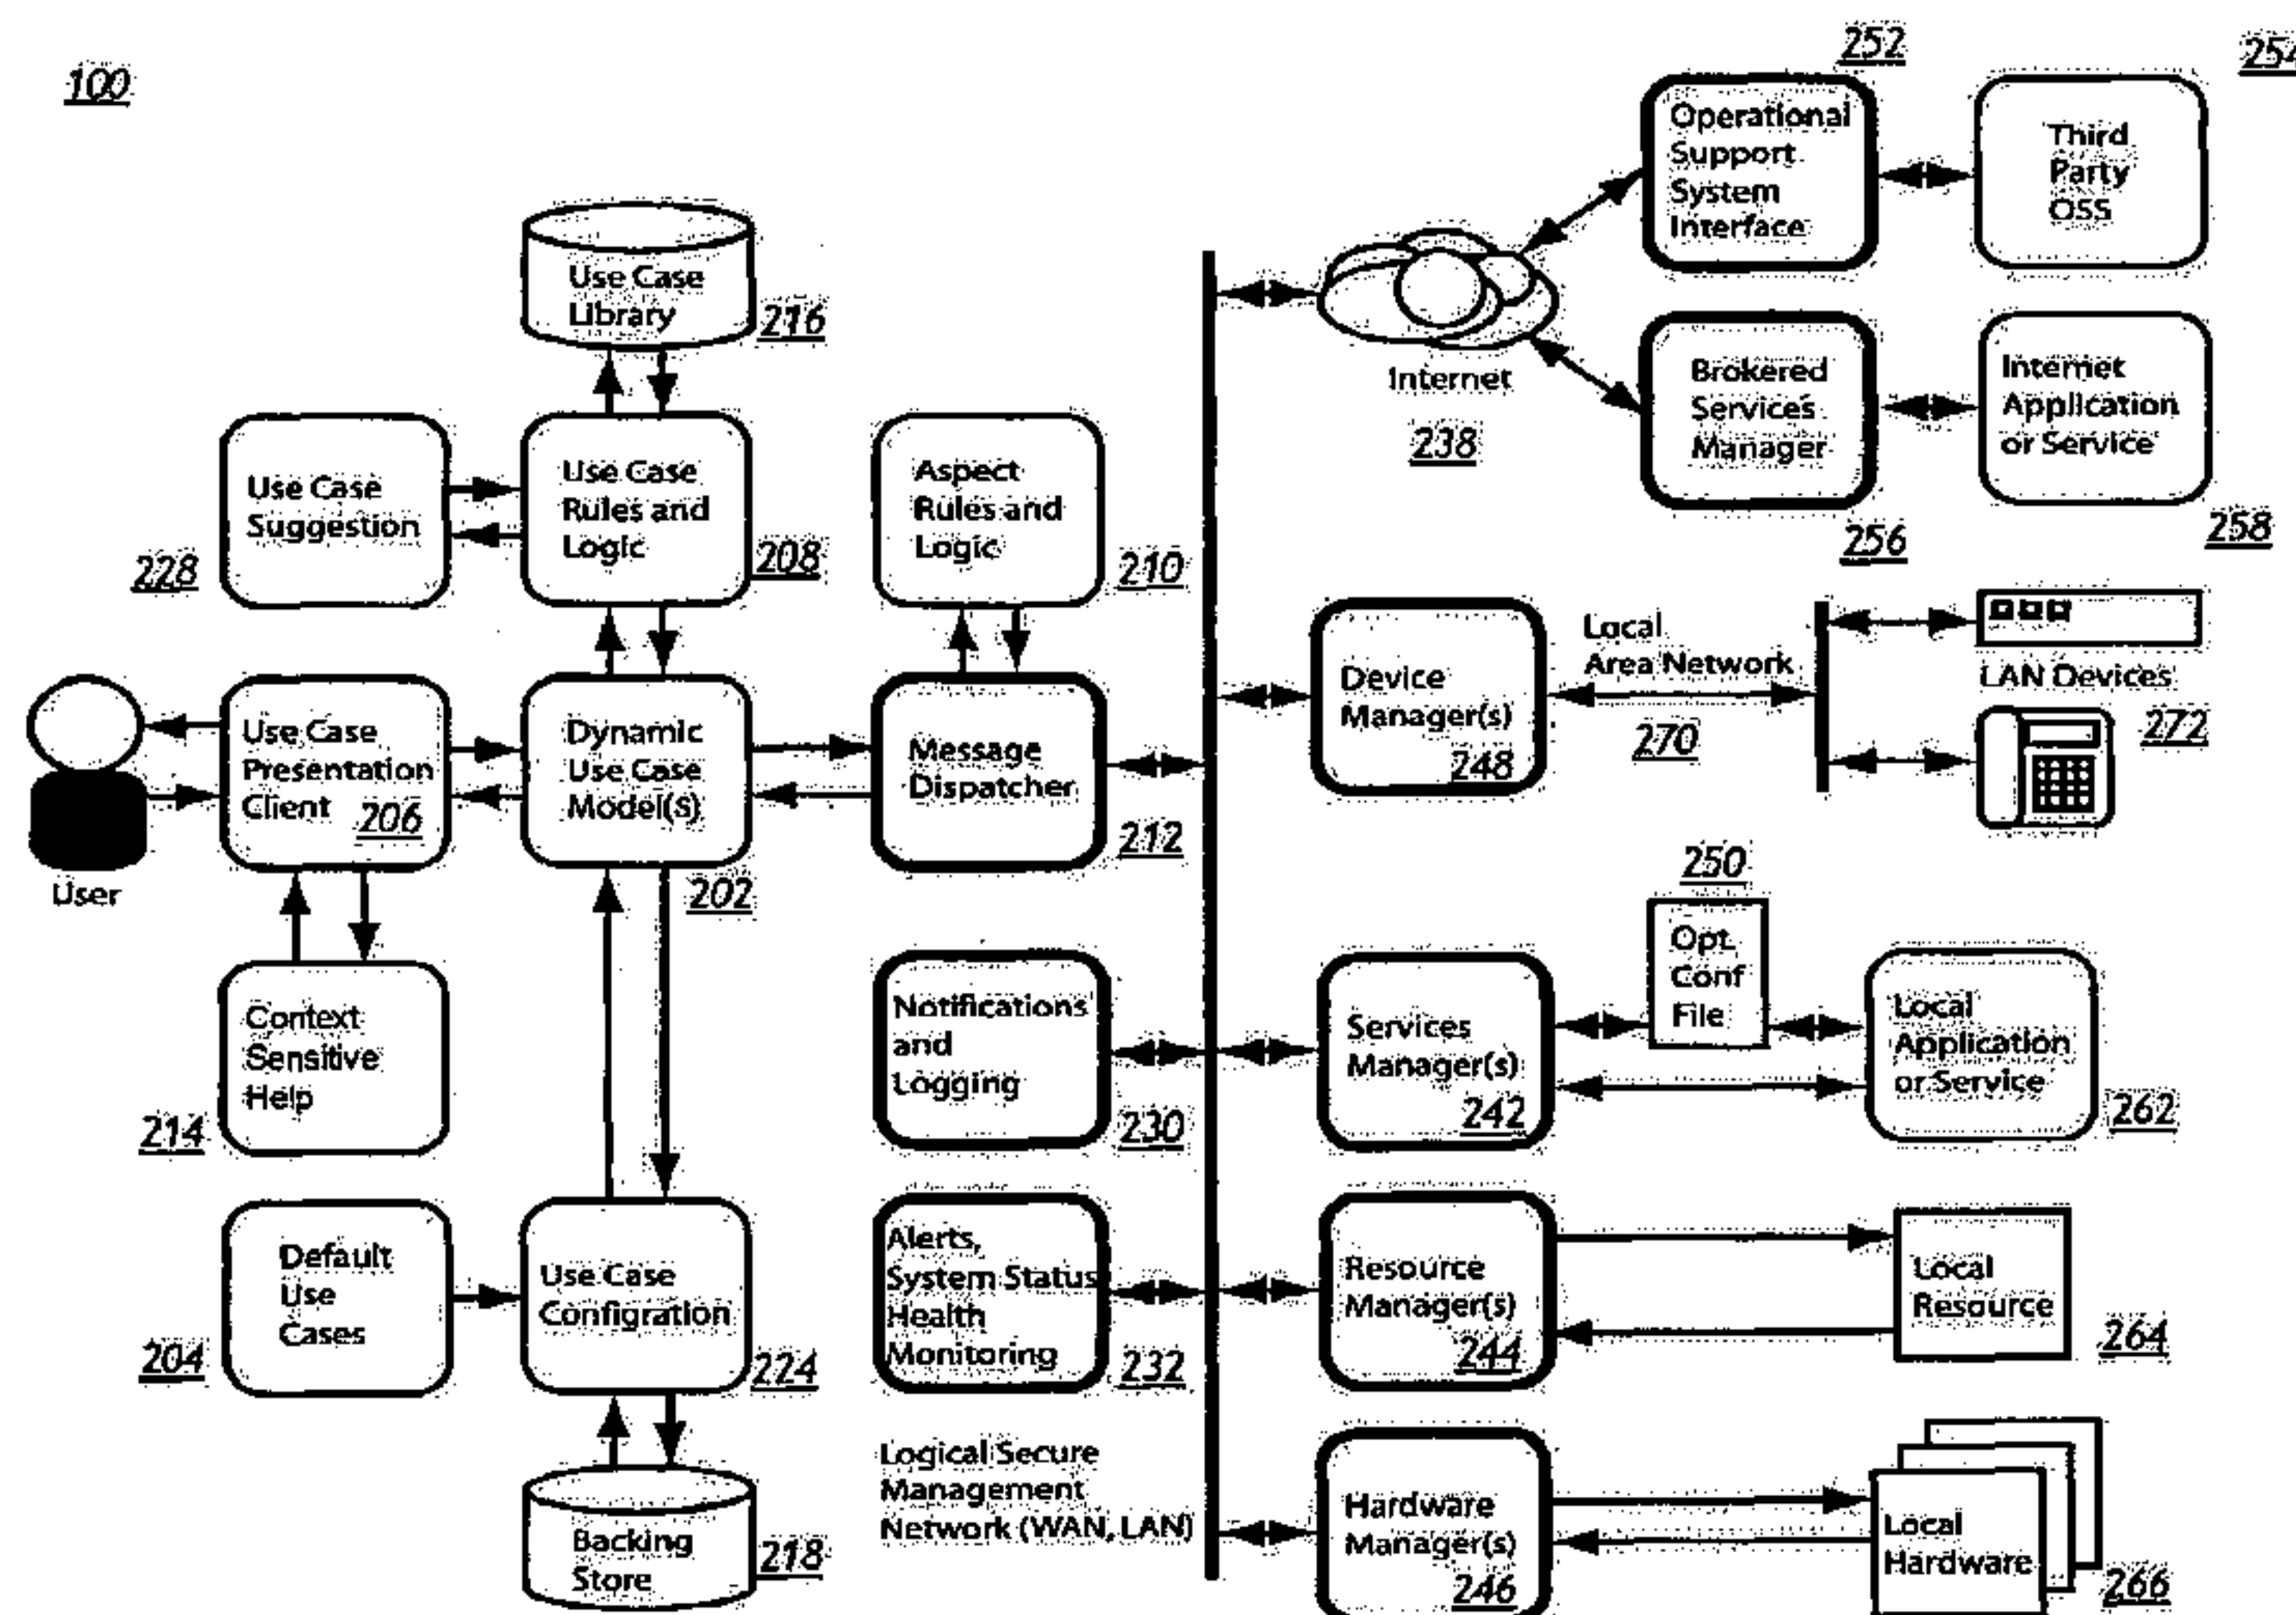 100
252
254
Operational
Support
System
Interface
Third
Party
OSS
Use Case
Library
216
Internet
238
Brokered
Services
Manager
256
Internet
Application
or Service
258
Use Case
Suggestion
228
Use Case
Rules and
Logic
208
Aspect
Rules and
Logic
210
Device
Manager(s)
248
Local
Area Network
270
LAN Devices
272
User
Use Case
Presentation
Client
206
Dynamic
Use Case
Model(s)
202
Message
Dispatcher
212
250
Opt.
Conf
File
Context
Sensitive
Help
214
Notifications
and
Logging
230
Services
Manager(s)
242
Local
Application
or Service
262
Default
Use
Cases
204
Use Case
Configration
224
Alerts,
System Status
Health
Monitoring
232
Resource
Manager(s)
244
Local
Resource
264
Backing
Store
218
Logical Secure
Management
Network (WAN, LAN)
Hardware
Manager(s)
246
Local
Hardware
266